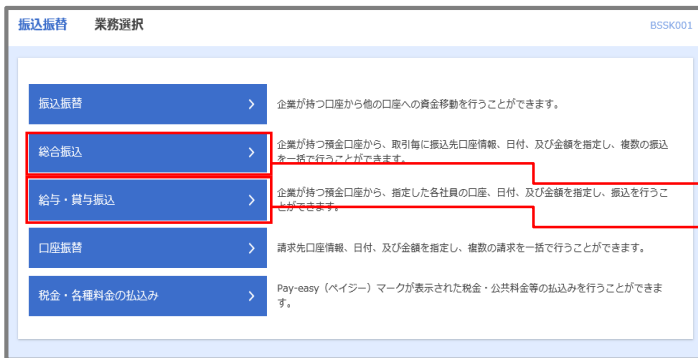 振込振替 業務選択 BSSK001
振込振替
企業が持つ口座から他の口座への資金移動を行うことができます。
総合振込
企業が持つ預金口座から、取引毎に振込先口座情報、日付、及び金額を指定し、複数の振込
を一括で行うことができます。
給与・賞与振込
企業が持つ預金口座から、指定した各社員の口座、日付、及び金額を指定し、振込を行うこ
とができます。
口座振替
請求先口座情報、日付、及び金額を指定し、複数の請求を一括で行うことができます。
税金・各種料金の払込み
Pay-easy（ペイジー）マークが表示された税金・公共料金等の払込みを行うことができま
す。